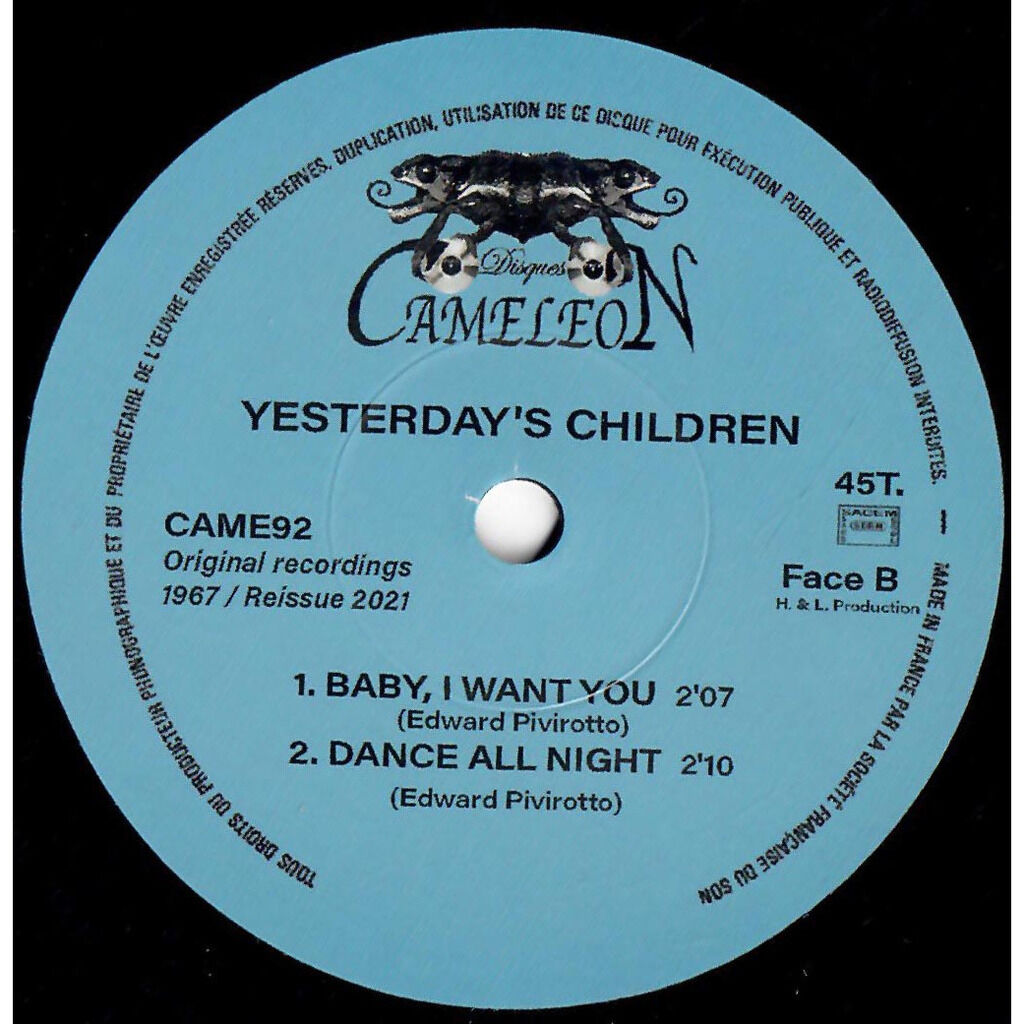 TOUS DROITS DU PRODUCTEUR PHONOGRAPHIQUE ET DU PROPRIÉTAIRE DE L'ŒUVRE ENREGISTRÉE RÉSERVES. DUPLICATION, UTILISATION DE CE DISQUE POUR EXÉCUTION PUBLIQUE ET RADIODIFFUSION INTERDITES. – MADE IN FRANCE PAR LA SOCIÉTÉ FRANÇAISE DU SON
Disques
CAMELEON
YESTERDAY'S CHILDREN
45T.
SACEM
CAME92
Original recordings
1967 / Reissue 2021
Face B
H. & L. Production
1. BABY, I WANT YOU 2'07
(Edward Pivirotto)
2. DANCE ALL NIGHT 2'10
(Edward Pivirotto)